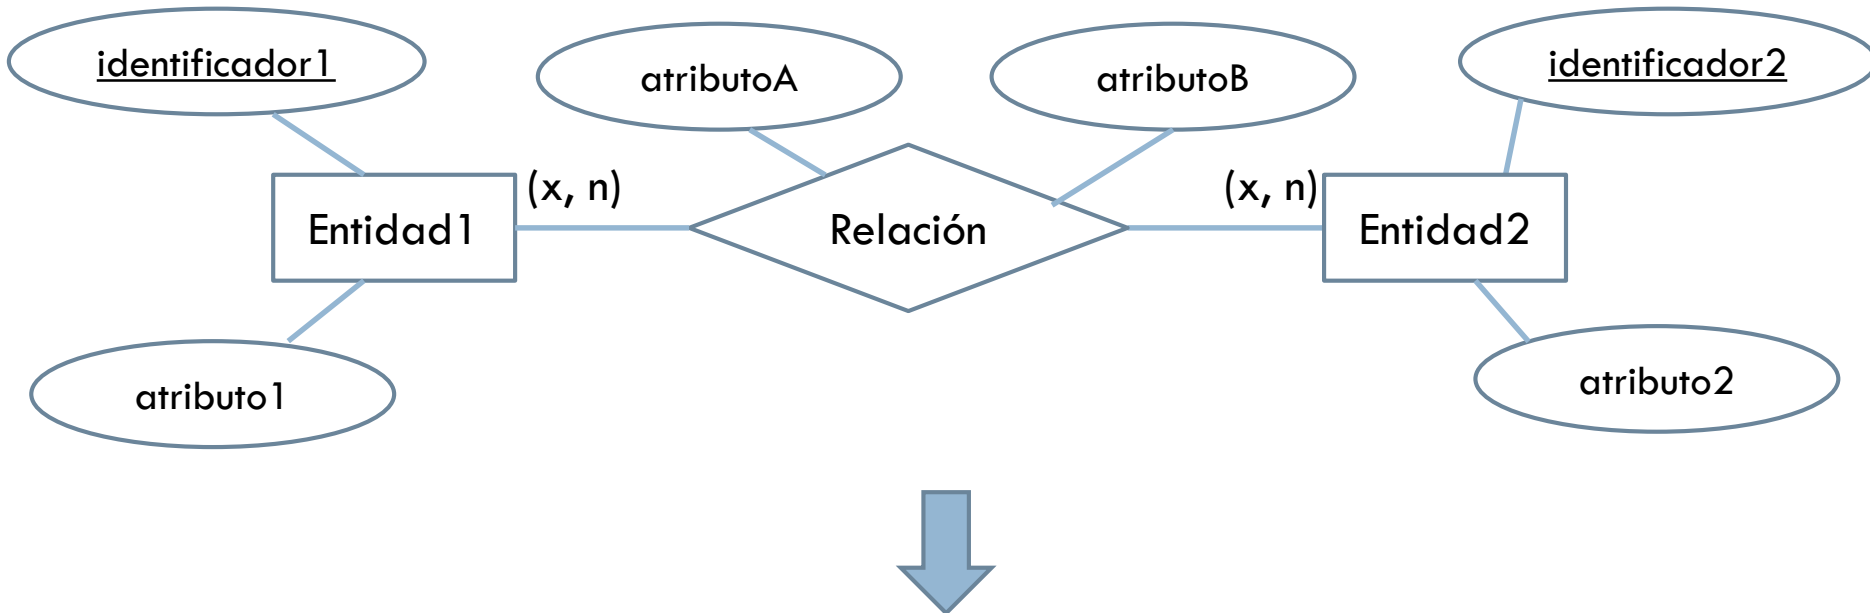 identificador1
atributoA
atributoB
identificador2
(x, n)
(x, n)
Entidad1
Relación
Entidad2
atributo1
atributo2